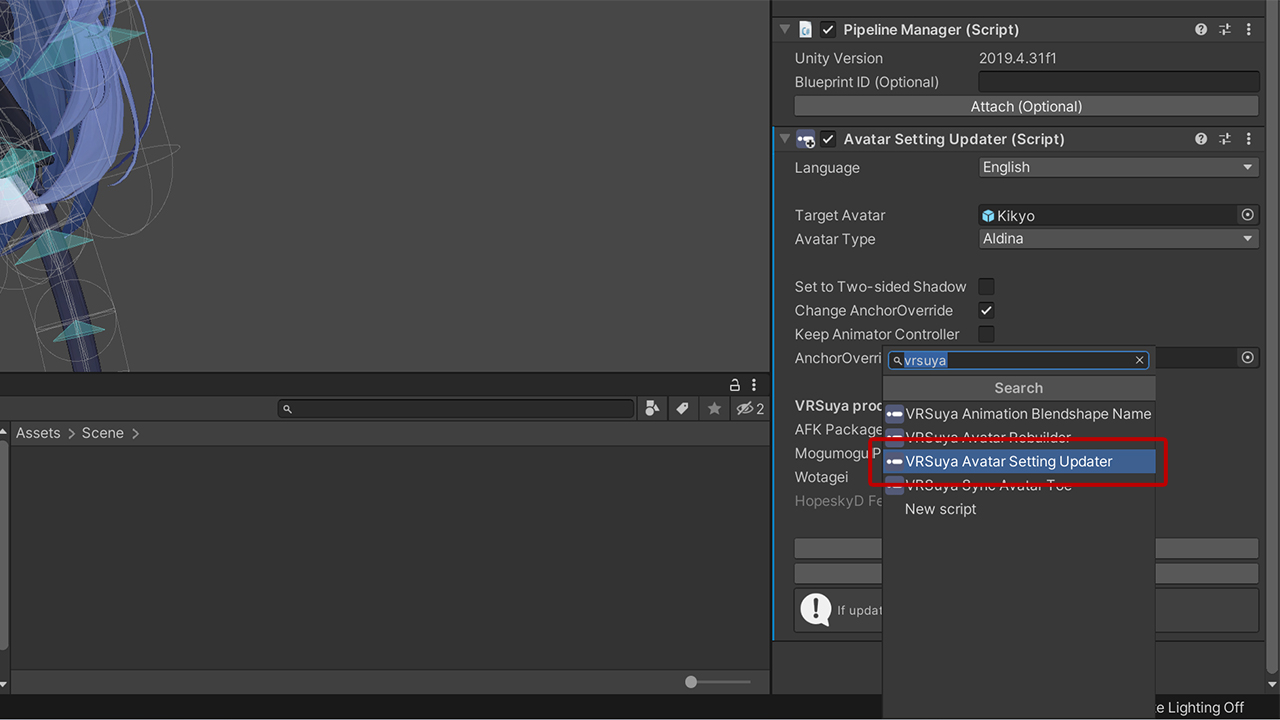 Pipeline Manager (Script)
Unity Version 2019.4.31f1
Blueprint ID (Optional)
Attach (Optional)
Avatar Setting Updater (Script)
Language English
Target Avatar Kikyo
Avatar Type Aldina
Set to Two-sided Shadow
Change AnchorOverride
Keep Animator Controller
AnchorOverri
vrsuya
Search
VRSuya Animation Blendshape Name
VRSuya Avatar Rebuilder
VRSuya Avatar Setting Updater
VRSuya Sync Avatar Toe
New script
VRSuya prod
AFK Package
Mogumogu P
Wotagei
HopeskyD Fe
If updat
2
Assets > Scene >
te Lighting Off